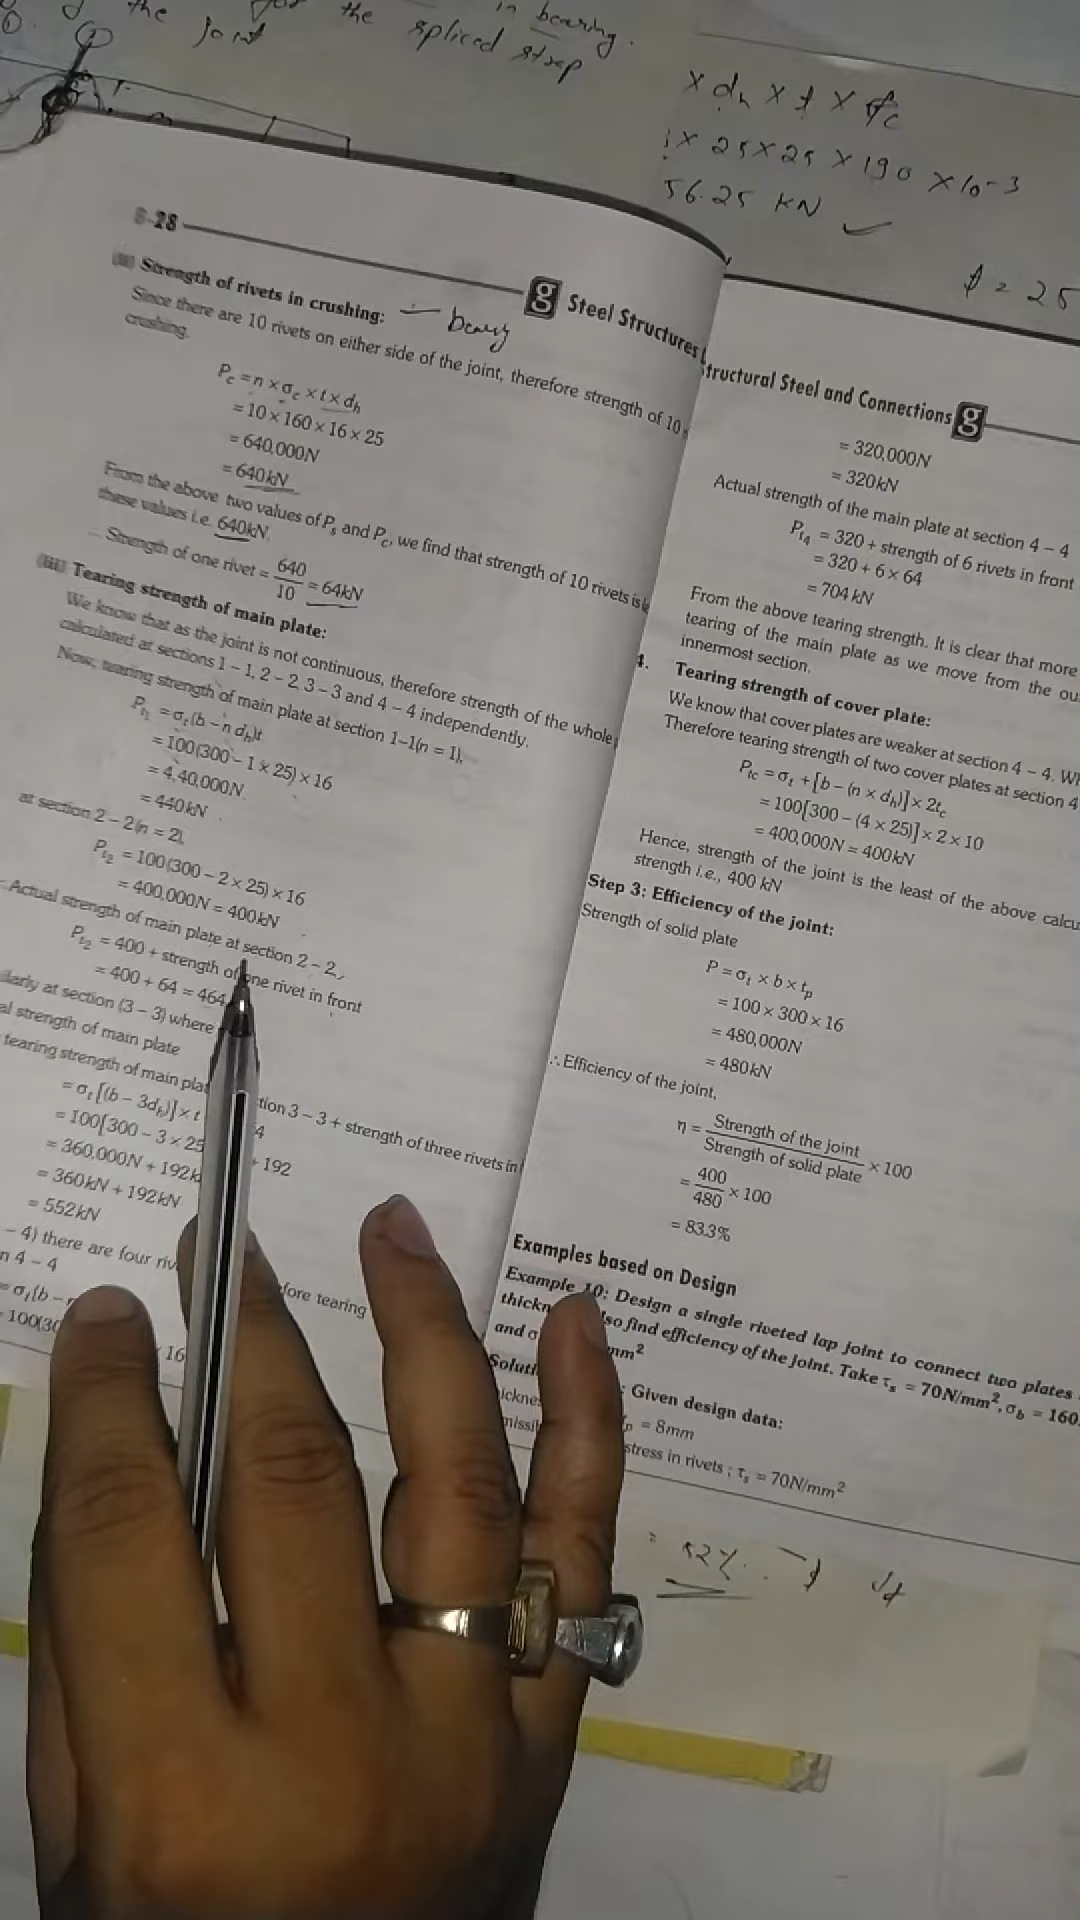 the joint
for the spliced strap
in bearing.
× dh × t × σc
1 × 25 × 25 × 190 × 10-3
56.25 KN
= 25
B-28
g Steel Structures
(ii) Strength of rivets in crushing: bearing
Since there are 10 rivets on either side of the joint, therefore strength of 10
crushing.
Pc = n × σc × t × dh
= 10 × 160 × 16 × 25
= 640,000N
= 640kN
From the above two values of Ps and Pc, we find that strength of 10 rivets is
these values i.e. 640kN.
Strength of one rivet = 640/10 = 64kN
(iii) Tearing strength of main plate:
We know that as the joint is not continuous, therefore strength of the whole
calculated at sections 1 – 1, 2 – 2, 3 – 3 and 4 – 4 independently.
Now, tearing strength of main plate at section 1–1(n = 1),
Pt1 = σt(b – n dh)t
= 100(300 – 1 × 25) × 16
= 4,40,000N
= 440kN
at section 2 – 2(n = 2),
Pt2 = 100(300 – 2 × 25) × 16
= 400,000N = 400kN
Actual strength of main plate at section 2 – 2,
Pt2 = 400 + strength of one rivet in front
= 400 + 64 = 464
ilarly at section (3 – 3) where
al strength of main plate
tearing strength of main pla tion 3 – 3 + strength of three rivets in
= σt[(b – 3dh)] × t 4
= 100[300 – 3 × 25 + 192
= 360,000N + 192k
= 360kN + 192kN
= 552kN
– 4) there are four riv fore tearing
n 4 – 4
= σt(b –
100(30 16
Structural Steel and Connections g
= 320,000N
= 320kN
Actual strength of the main plate at section 4 – 4
Pt4 = 320 + strength of 6 rivets in front
= 320 + 6 × 64
= 704kN
From the above tearing strength. It is clear that more
tearing of the main plate as we move from the ou
innermost section.
4. Tearing strength of cover plate:
We know that cover plates are weaker at section 4 – 4. Wh
Therefore tearing strength of two cover plates at section 4
Ptc = σt + [b – (n × dh)] × 2tc
= 100[300 – (4 × 25)] × 2 × 10
= 400,000N = 400kN
Hence, strength of the joint is the least of the above calcu
strength i.e., 400 kN
Step 3: Efficiency of the joint:
Strength of solid plate
P = σt × b × tp
= 100 × 300 × 16
= 480,000N
= 480kN
∴ Efficiency of the joint,
η = Strength of the joint/Strength of solid plate × 100
= 400/480 × 100
= 83.3%
Examples based on Design
Example 10: Design a single riveted lap joint to connect two plates
thickn so find efficiency of the joint. Take τs = 70N/mm2, σb = 160
and σ mm2
Soluti : Given design data:
ickne tp = 8mm
missib stress in rivets ; τs = 70N/mm2
= 52%